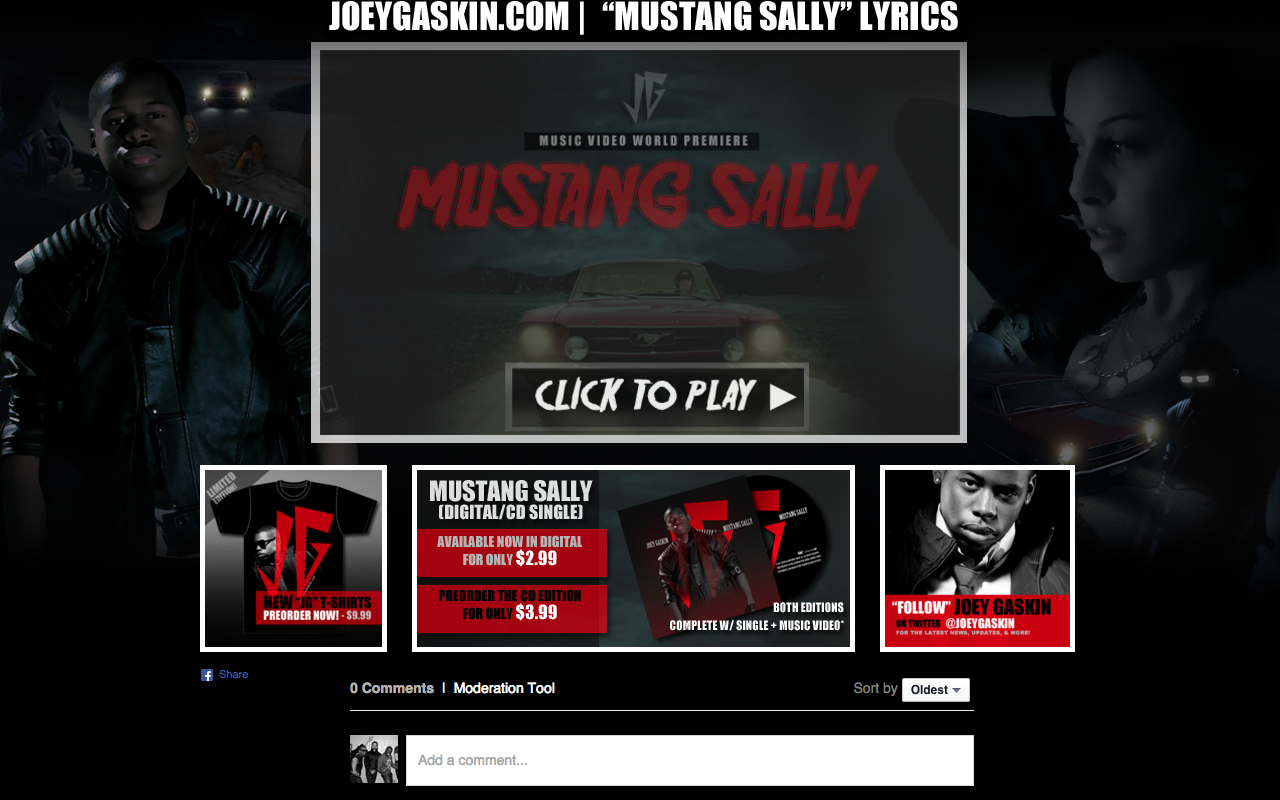 JOEYGASKIN.COM | “MUSTANG SALLY” LYRICS
JG
MUSIC VIDEO WORLD PREMIERE
MUSTANG SALLY
CLICK TO PLAY
LIMITED
EDITION!
JG
NEW "JG" T-SHIRTS
PREORDER NOW! - $9.99
MUSTANG SALLY
(DIGITAL/CD SINGLE)
AVAILABLE NOW IN DIGITAL
FOR ONLY $2.99
PREORDER THE CD EDITION
FOR ONLY $3.99
JOEY GASKIN
MUSTANG SALLY
MUSTANG SALLY
BOTH EDITIONS
COMPLETE W/ SINGLE + MUSIC VIDEO*
“FOLLOW” JOEY GASKIN
ON TWITTER @JOEYGASKIN
FOR THE LATEST NEWS, UPDATES, & MORE!
Share
0 Comments | Moderation Tool
Sort by Oldest
Add a comment...